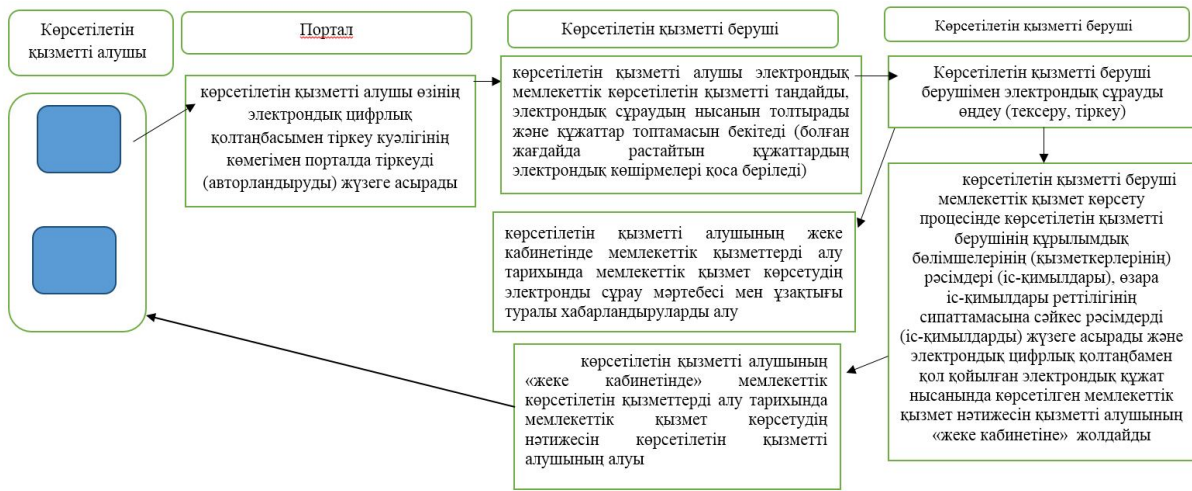 Көрсетілетін
қызметті алушы
Портал
Көрсетілетін қызметті беруші
Көрсетілетін қызметті беруші
көрсетілетін қызметті алушы өзінің
электрондық цифрлық
қолтаңбасымен тіркеу куәлігінің
көмегімен порталда тіркеуді
(авторландыруды) жүзеге асырады
көрсетілетін қызметті алушы электрондық
мемлекеттік көрсетілетін қызметті таңдайды,
электрондық сұраудың нысанын толтырады
және құжаттар топтамасын бекітеді (болған
жағдайда растайтын құжаттардың
электрондық көшірмелері қоса беріледі)
Көрсетілетін қызметті беруші
берушімен электрондық сұрауды
өңдеу (тексеру, тіркеу)
көрсетілетін қызметті алушының жеке
кабинетінде мемлекеттік қызметтерді алу
тарихында мемлекеттік қызмет көрсетудің
электронды сұрау мәртебесі мен ұзақтығы
туралы хабарландыруларды алу
көрсетілетін қызметті беруші
мемлекеттік қызмет көрсету
процесінде көрсетілетін қызметті
берушінің құрылымдық
бөлімшелерінің (қызметкерлерінің)
рәсімдері (іс-қимылдары), өзара
іс-қимылдары реттілігінің
сипаттамасына сәйкес рәсімдерді
(іс-қимылдарды) жүзеге асырады және
электрондық цифрлық қолтаңбамен
қол қойылған электрондық құжат
нысанында көрсетілген мемлекеттік
қызмет нәтижесін қызметті алушының
«жеке кабинетіне» жолдайды
көрсетілетін қызметті алушының
«жеке кабинетінде» мемлекеттік
көрсетілетін қызметтерді алу тарихында
мемлекеттік қызмет көрсетудің
нәтижесін көрсетілетін қызметті
алушының алуы